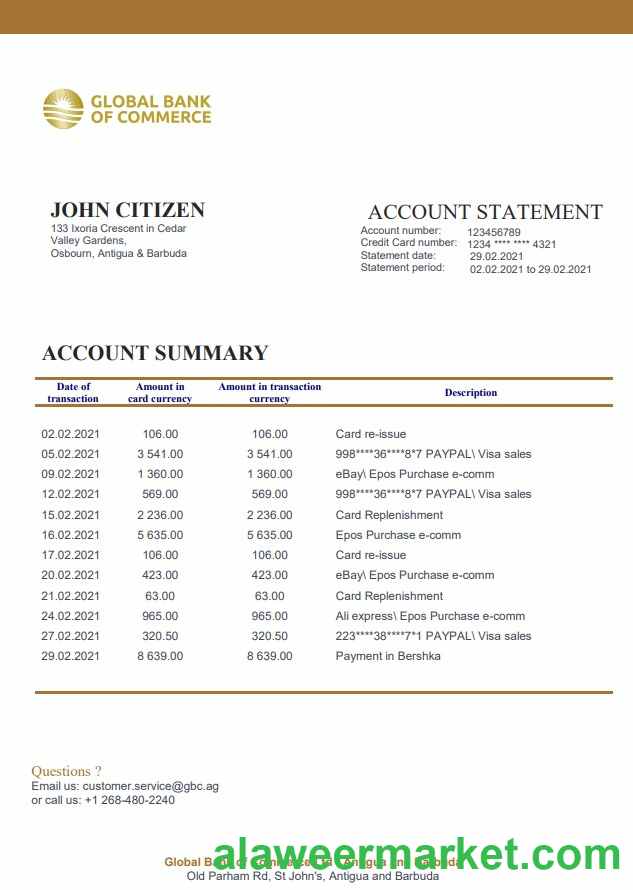 GLOBAL BANK
OF COMMERCE
JOHN CITIZEN
133 Ixoria Crescent in Cedar
Valley Gardens,
Osbourn, Antigua & Barbuda
ACCOUNT STATEMENT
Account number: 123456789
Credit Card number: 1234 **** **** 4321
Statement date: 29.02.2021
Statement period: 02.02.2021 to 29.02.2021
ACCOUNT SUMMARY
Date of transaction Amount in card currency Amount in transaction currency Description
02.02.2021 106.00 106.00 Card re-issue
05.02.2021 3 541.00 3 541.00 998****36****8*7 PAYPAL\ Visa sales
09.02.2021 1 360.00 1 360.00 eBay\ Epos Purchase e-comm
12.02.2021 569.00 569.00 998****36****8*7 PAYPAL\ Visa sales
15.02.2021 2 236.00 2 236.00 Card Replenishment
16.02.2021 5 635.00 5 635.00 Epos Purchase e-comm
17.02.2021 106.00 106.00 Card re-issue
20.02.2021 423.00 423.00 eBay\ Epos Purchase e-comm
21.02.2021 63.00 63.00 Card Replenishment
24.02.2021 965.00 965.00 Ali express\ Epos Purchase e-comm
27.02.2021 320.50 320.50 223****38****7*1 PAYPAL\ Visa sales
29.02.2021 8 639.00 8 639.00 Payment in Bershka
Questions ?
Email us: customer.service@gbc.ag
or call us: +1 268-480-2240
alaweermarket.com
Global Bank of Commerce Antigua and Barbuda
Old Parham Rd, St John's, Antigua and Barbuda